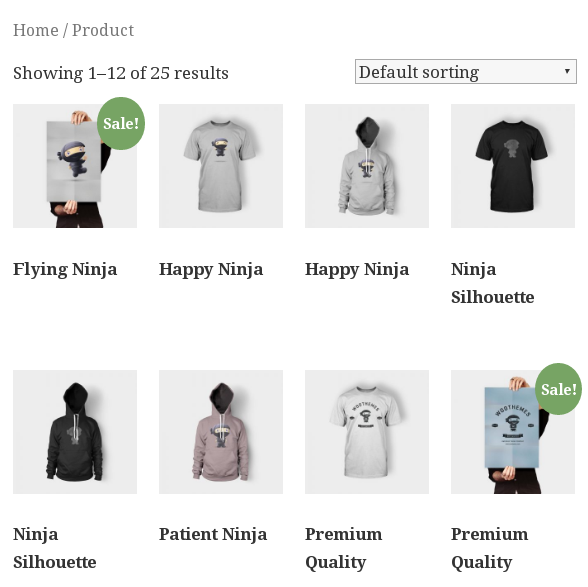 Home / Product
Showing 1–12 of 25 results
Default sorting
Sale!
Flying Ninja
Happy Ninja
Happy Ninja
Ninja
Silhouette
WOOTHEMES
Sale!
WOOTHEMES
Ninja
Silhouette
Patient Ninja
Premium
Quality
Premium
Quality